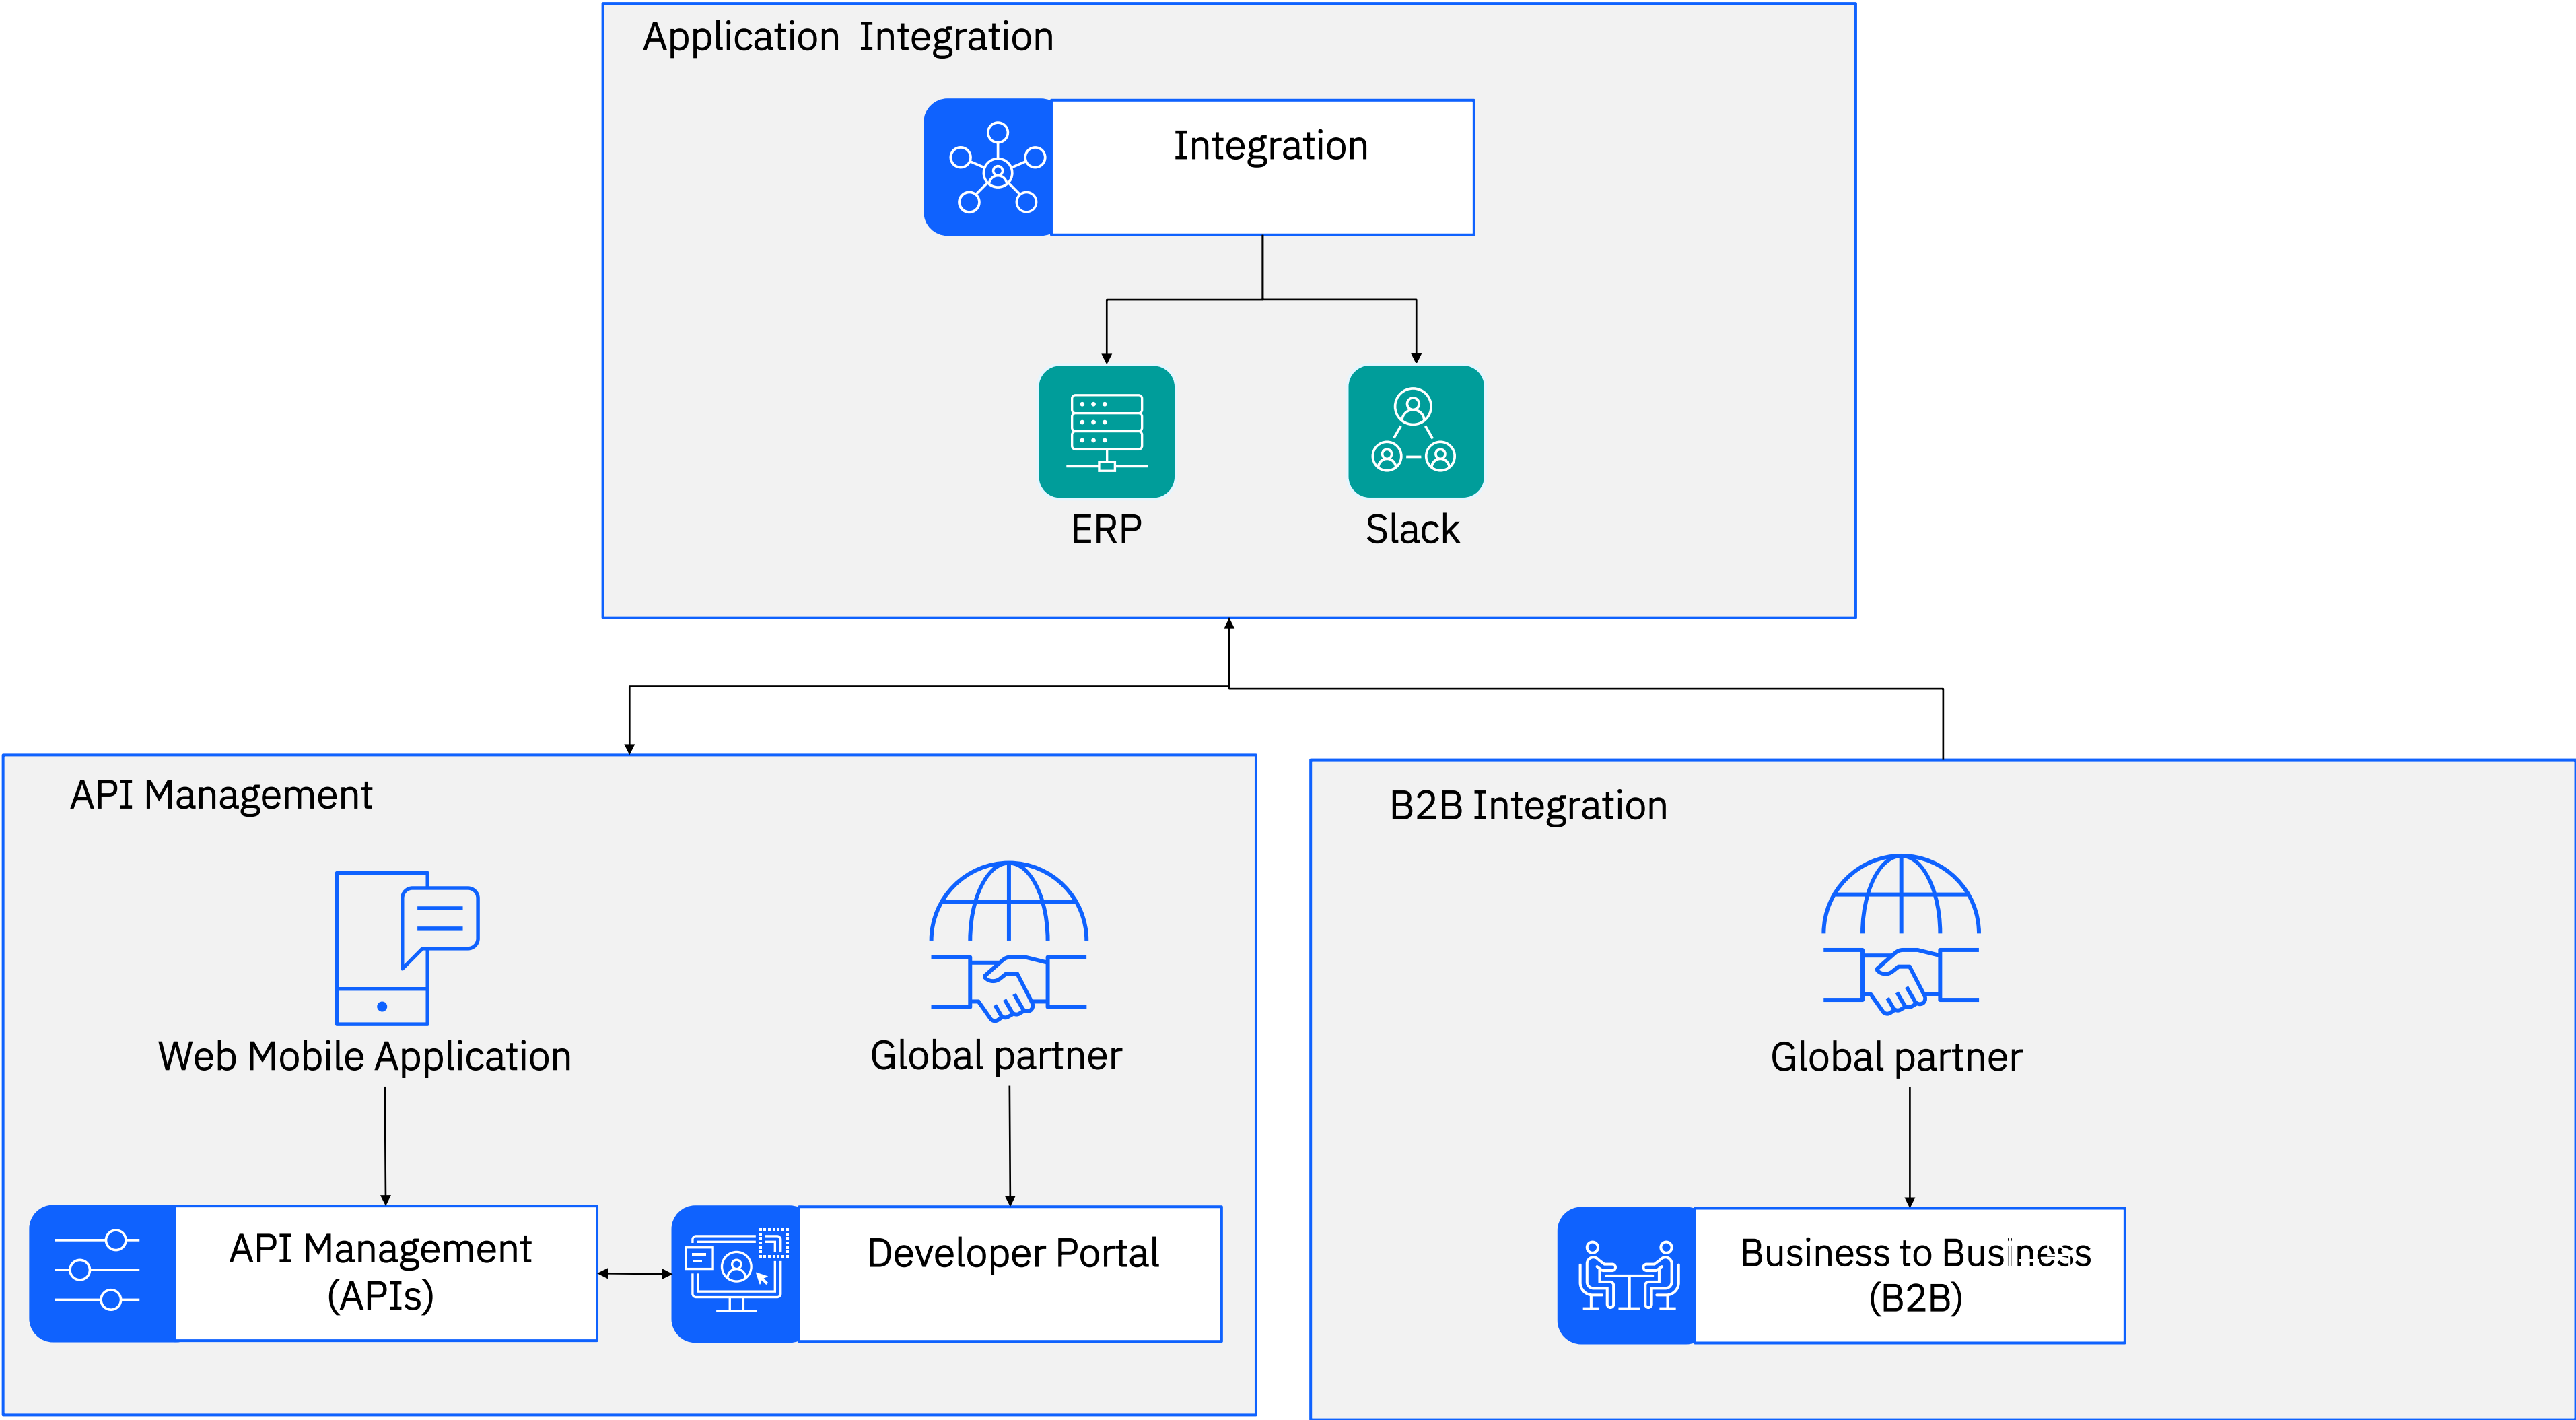 Application Integration
Integration
ERP
Slack
API Management
Web Mobile Application
Global partner
API Management
(APIs)
Developer Portal
B2B Integration
Global partner
Business to Business
(B2B)